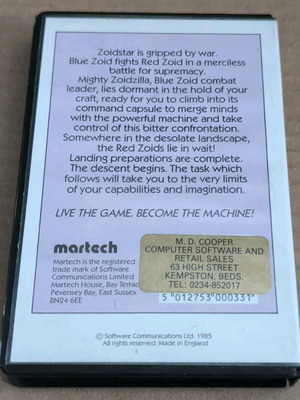 Zoidstar is gripped by war.
Blue Zoid fights Red Zoid in a merciless
battle for supremacy.
Mighty Zoidzilla, Blue Zoid combat
leader, lies dormant in the hold of your
craft, ready for you to climb into its
command capsule to merge minds
with the powerful machine and take
control of this bitter confrontation.
Somewhere in the desolate landscape,
the Red Zoids lie in wait!
Landing preparations are complete.
The descent begins. The task which
follows will take you to the very limits
of your capabilities and imagination.
LIVE THE GAME. BECOME THE MACHINE!
martech
Martech is the registered
trade mark of Software
Communications Limited
Martech House, Bay Terrac
Pevensey Bay, East Sussex
BN24 6EE
M. D. COOPER
COMPUTER SOFTWARE AND
RETAIL SALES
63 HIGH STREET
KEMPSTON, BEDS.
TEL: 0234-852017
5 012753 000331
© Software Communications Ltd. 1985
All rights reserved. Made in England